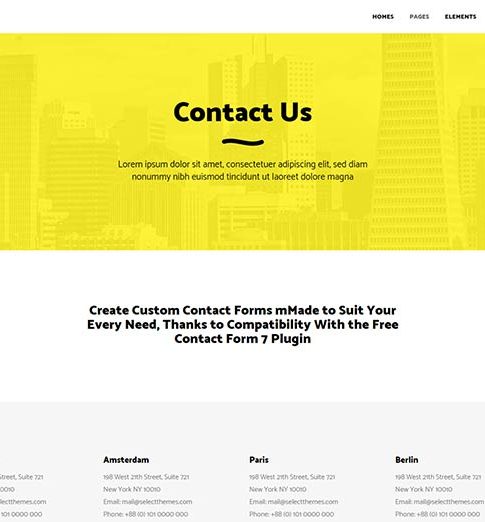 HOMES PAGES ELEMENTS
Contact Us
Lorem ipsum dolor sit amet, consectetuer adipiscing elit, sed diam
nonummy nibh euismod tincidunt ut laoreet dolore magna
Create Custom Contact Forms mMade to Suit Your
Every Need, Thanks to Compatibility With the Free
Contact Form 7 Plugin
Amsterdam Paris Berlin
Street, Suite 721 198 West 21th Street, Suite 721 198 West 21th Street, Suite 721 198 West 21th Street, Suite 721
0010 New York NY 10010 New York NY 10010 New York NY 10010
lectthemes.com Email: mail@selectthemes.com Email: mail@selectthemes.com Email: mail@selectthemes.com
101 0000 000 Phone: +88 (0) 101 0000 000 Phone: +88 (0) 101 0000 000 Phone: +88 (0) 101 0000 000